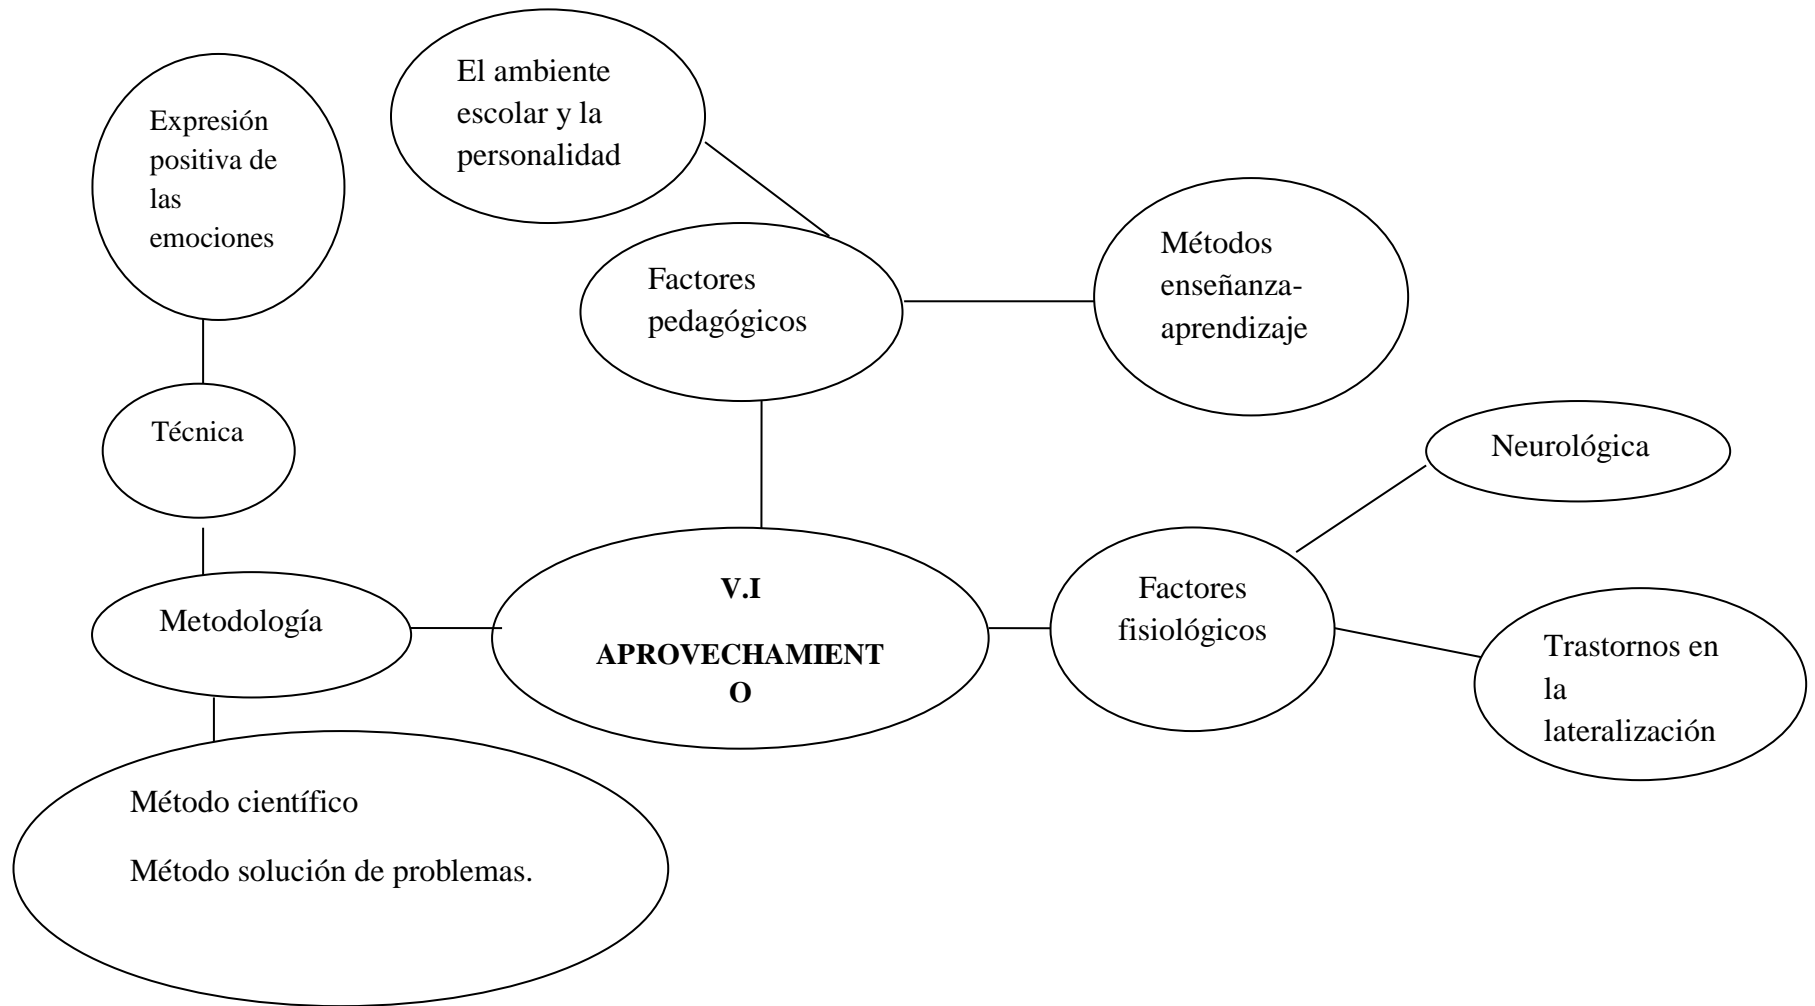 El ambiente
escolar y la
personalidad
Expresión
positiva de
las
emociones
Métodos
enseñanza-
aprendizaje
Factores
pedagógicos
Técnica
Neurológica
V.I
APROVECHAMIENT
O
Factores
fisiológicos
Metodología
Trastornos en
la
lateralización
Método científico
Método solución de problemas.